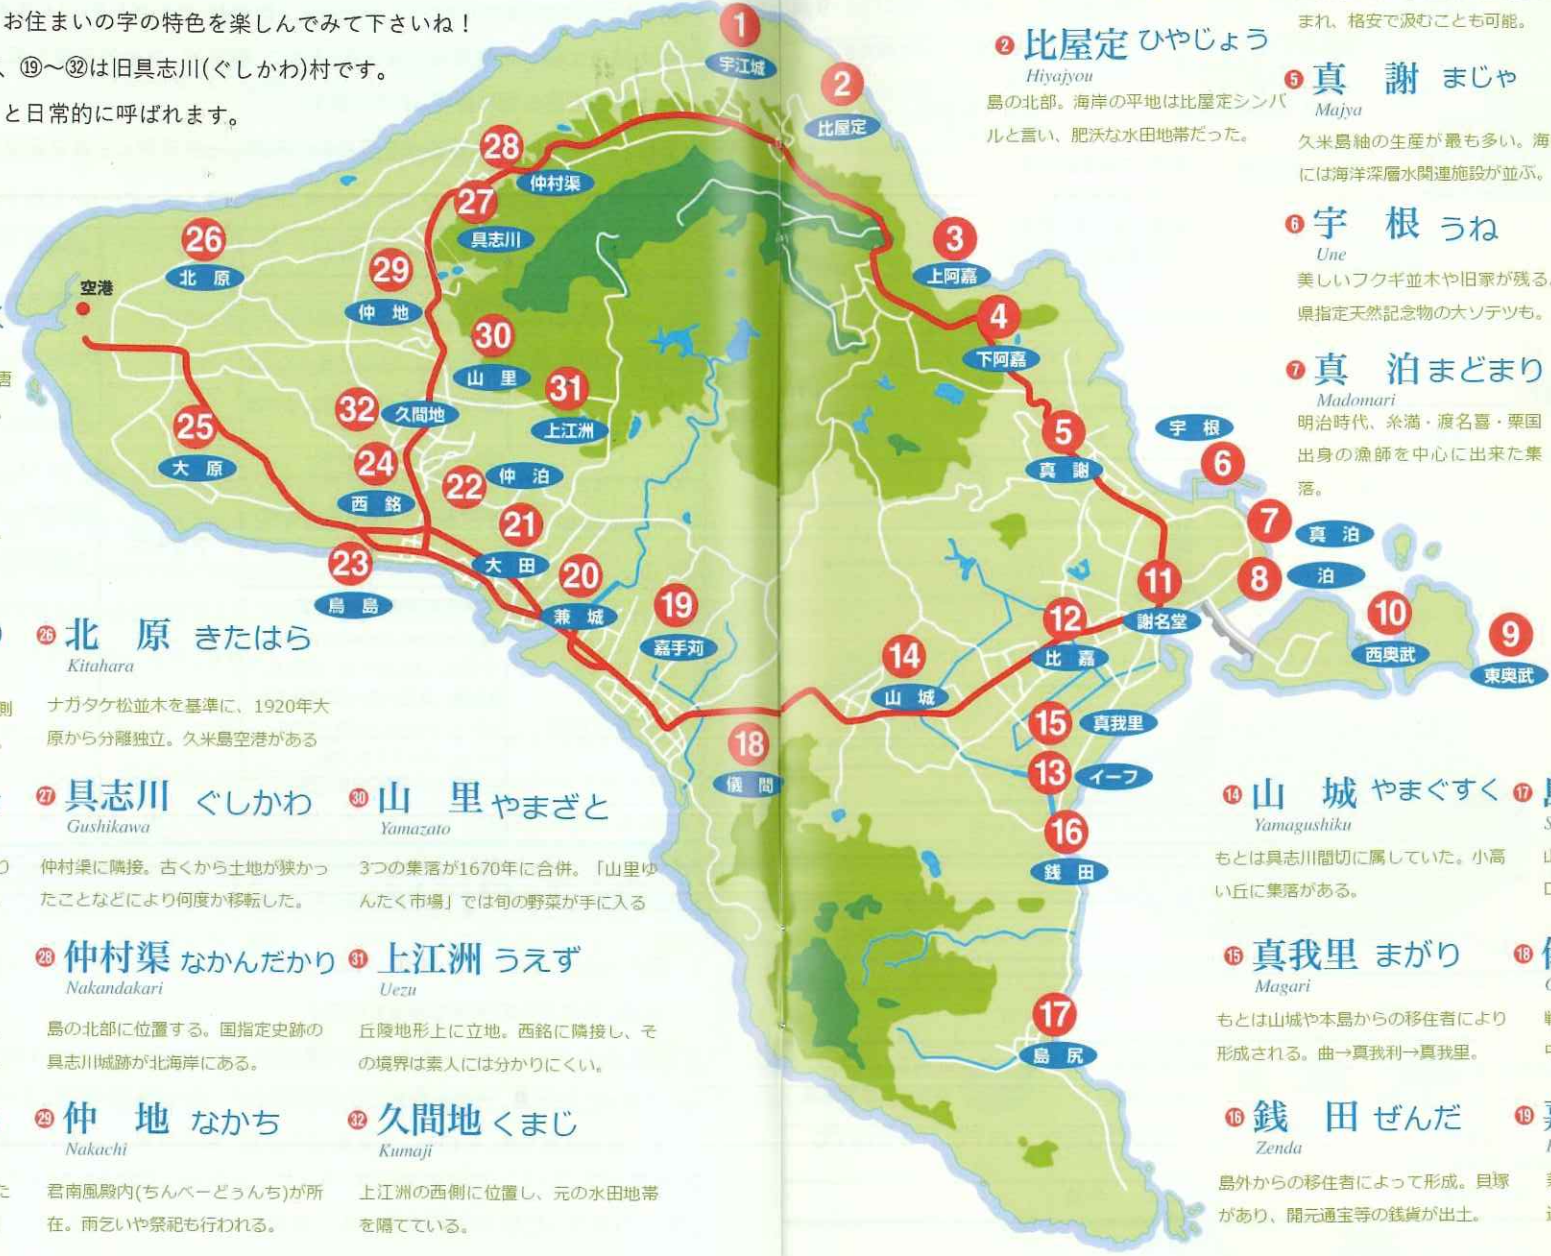 お住まいの字の特色を楽しんでみて下さいね！
、⑲〜㉜は旧具志川(ぐしかわ)村です。
と日常的に呼ばれます。
❷ 比屋定 ひやじょう
Hiyajyou
島の北部。海岸の平地は比屋定シンバ
ルと言い、肥沃な水田地帯だった。
まれ、格安で汲むことも可能。
❺ 真 謝 まじゃ
Majya
久米島紬の生産が最も多い。海
には海洋深層水関連施設が並ぶ。
❻ 宇 根 うね
Une
美しいフクギ並木や旧家が残る。
県指定天然記念物の大ソテツも。
❼ 真 泊 まどまり
Madomari
明治時代、糸満・渡名喜・粟国
出身の漁師を中心に出来た集
落。
1
宇江城
2
比屋定
28
仲村渠
27
具志川
26
北 原
空港
29
仲 地
3
上阿嘉
4
下阿嘉
30
山 里
31
上江洲
32
久間地
25
大 原
24
西 銘
22
仲 泊
21
大 田
5
真 謝
宇 根
6
7
真 泊
8
泊
23
鳥 島
20
兼 城
19
嘉手苅
11
謝名堂
12
比 嘉
10
西奥武
9
東奥武
14
山 城
15
真我里
13
イーフ
18
儀 間
16
銭 田
17
島 尻
㉖ 北 原 きたはら
Kitahara
ナガタケ松並木を基準に、1920年大
原から分離独立。久米島空港がある
㉗ 具志川 ぐしかわ
Gushikawa
仲村渠に隣接。古くから土地が狭かっ
たことなどにより何度か移転した。
㉘ 仲村渠 なかんだかり
Nakandakari
島の北部に位置する。国指定史跡の
具志川城跡が北海岸にある。
㉙ 仲 地 なかち
Nakachi
君南風殿内(ちんべーどぅんち)が所
在。雨乞いや祭祀も行われる。
㉚ 山 里 やまざと
Yamazato
3つの集落が1670年に合併。「山里ゆ
んたく市場」では旬の野菜が手に入る
㉛ 上江洲 うえず
Uezu
丘陵地形上に立地。西銘に隣接し、そ
の境界は素人には分かりにくい。
㉜ 久間地 くまじ
Kumaji
上江洲の西側に位置し、元の水田地帯
を隔てている。
⓮ 山 城 やまぐすく
Yamagushiku
もとは具志川間切に属していた。小高
い丘に集落がある。
⓯ 真我里 まがり
Magari
もとは山城や本島からの移住者により
形成される。曲→真我利→真我里。
⓰ 銭 田 ぜんだ
Zenda
島外からの移住者によって形成。貝塚
があり、開元通宝等の銭貨が出土。
⓱
⓲
⓳